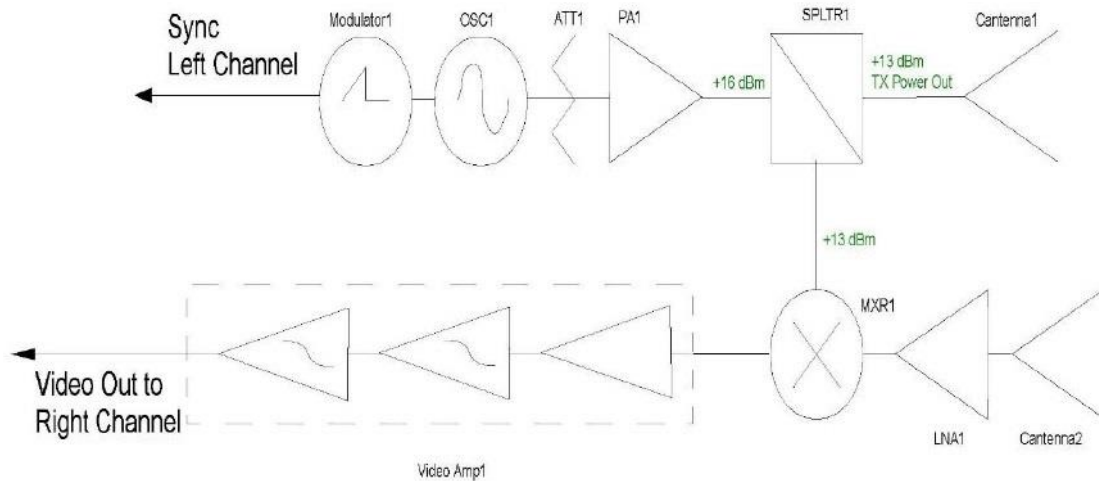 Sync
Left Channel
Modulator1
OSC1
ATT1
PA1
+16 dBm
SPLTR1
+13 dBm
TX Power Out
Cantenna1
+13 dBm
MXR1
LNA1
Cantenna2
Video Out to
Right Channel
Video Amp1